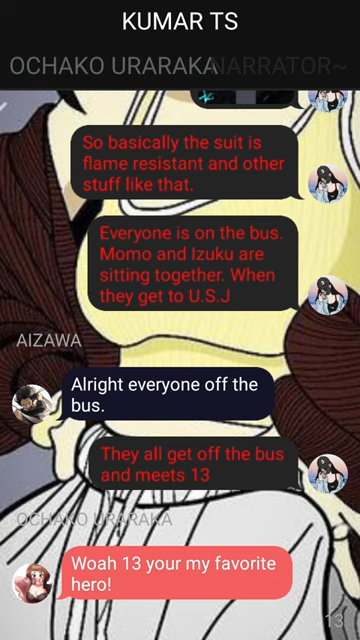 KUMAR TS
OCHAKO URARAKA NARRATOR~
So basically the suit is
flame resistant and other
stuff like that.
Everyone is on the bus.
Momo and Izuku are
sitting together. When
they get to U.S.J
AIZAWA
Alright everyone off the
bus.
They all get off the bus
and meets 13
OCHAKO URARAKA
Woah 13 your my favorite
hero!
13